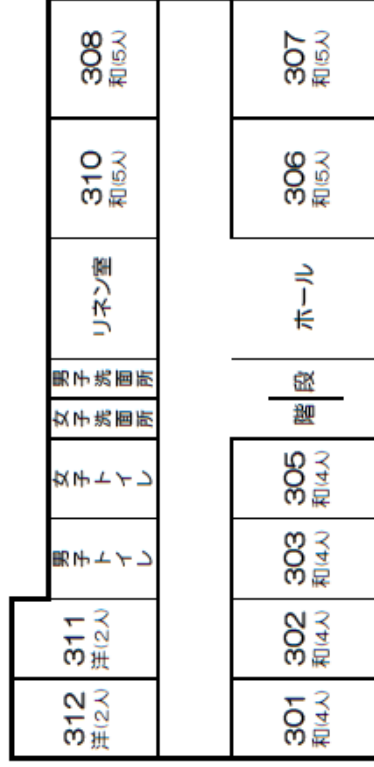 308
和(5人)
307
和(5人)
310
和(5人)
306
和(5人)
リネン室
ホール
男子洗面所
女子洗面所
階段
女子トイレ
305
和(4人)
男子トイレ
303
和(4人)
311
洋(2人)
302
和(4人)
312
洋(2人)
301
和(4人)